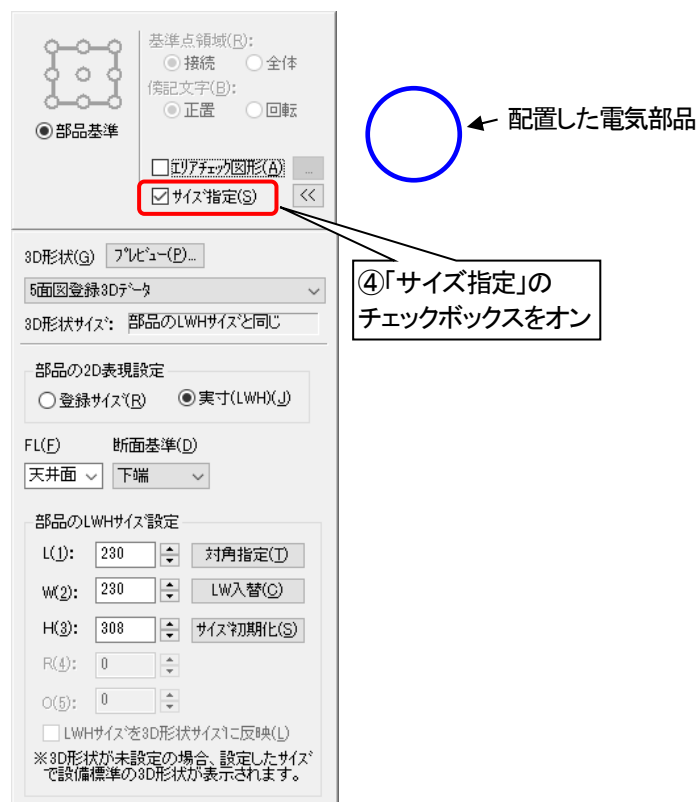 基準点領域(R):
接続 全体
傍記文字(B):
正置 回転
部品基準
エリアチェック図形(A) ...
サイズ指定(S) <<
配置した電気部品
④「サイズ指定」の
チェックボックスをオン
3D形状(G) プレビュー(P)...
5面図登録3Dデータ
3D形状サイズ: 部品のLWHサイズと同じ
部品の2D表現設定
登録サイズ(R) 実寸(LWH)(J)
FL(F) 断面基準(D)
天井面 下端
部品のLWHサイズ設定
L(1): 230 対角指定(T)
W(2): 230 LW入替(C)
H(3): 308 サイズ初期化(S)
R(4): 0
O(5): 0
LWHサイズを3D形状サイズに反映(L)
※3D形状が未設定の場合、設定したサイズ
で設備標準の3D形状が表示されます。